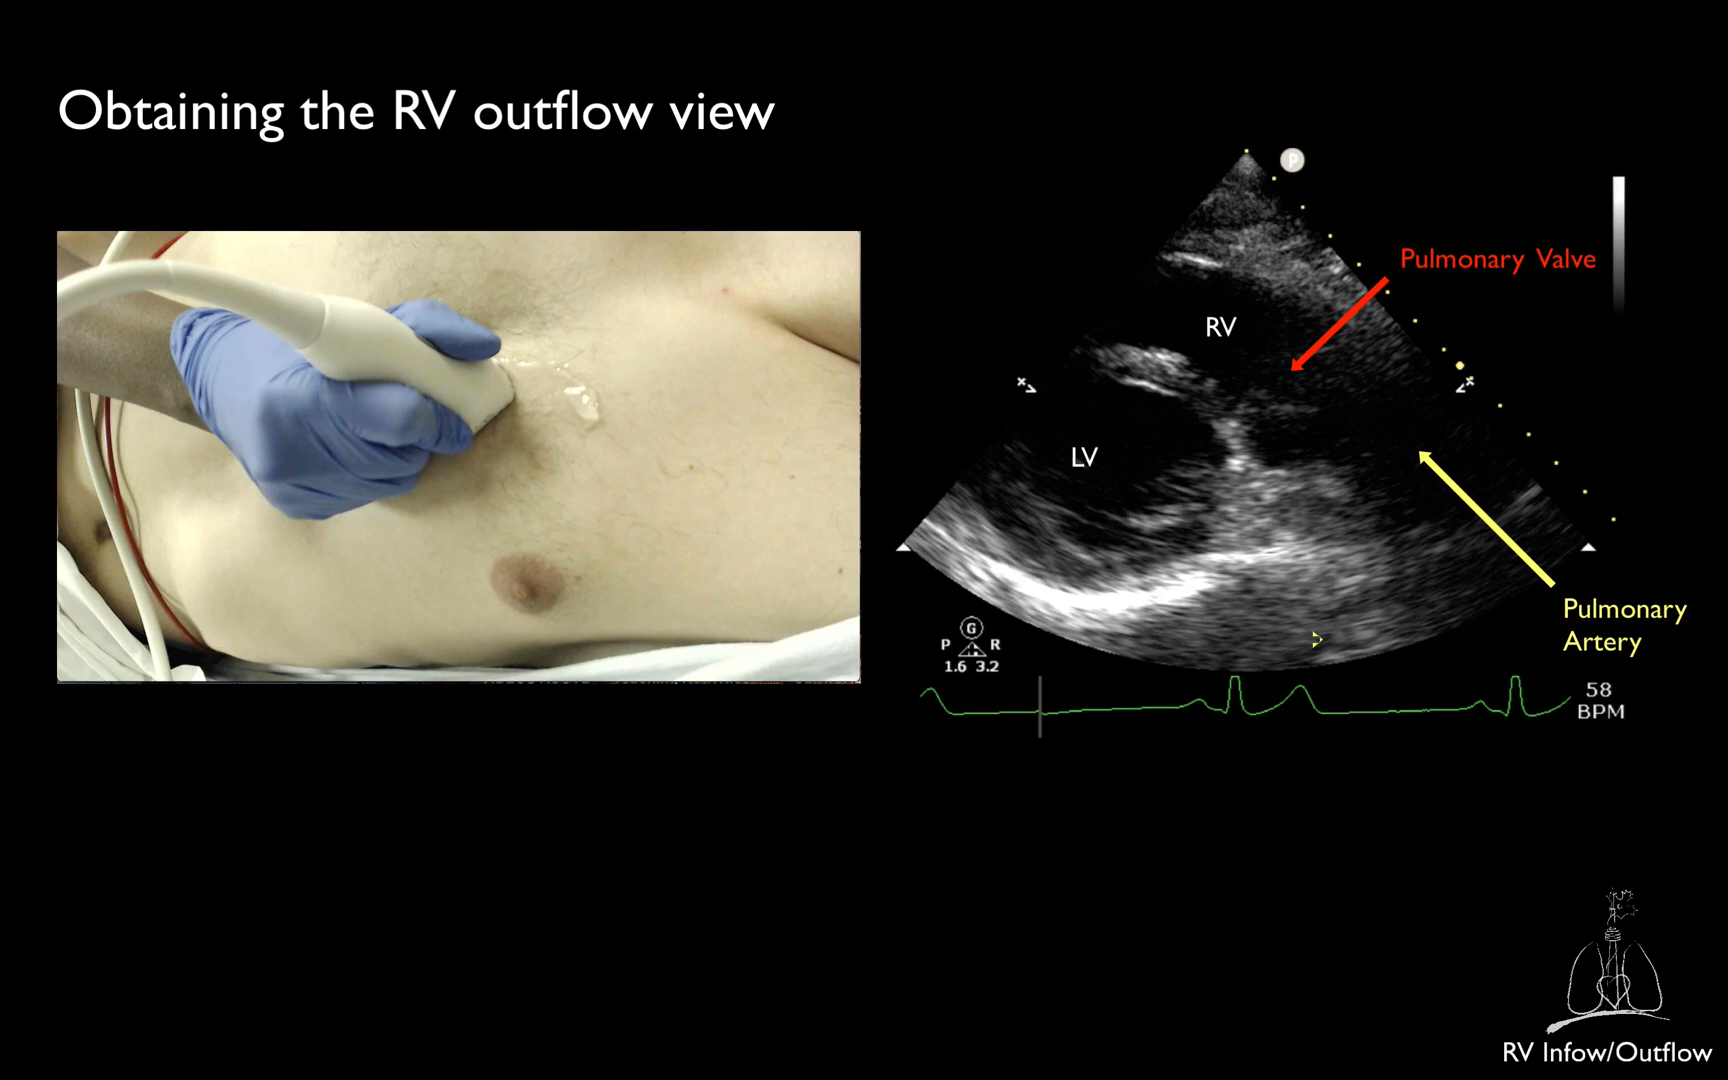 Obtaining the RV outflow view
P
Pulmonary Valve
RV
LV
Pulmonary
Artery
G
P R
1.6 3.2
58
BPM
RV Infow/Outflow